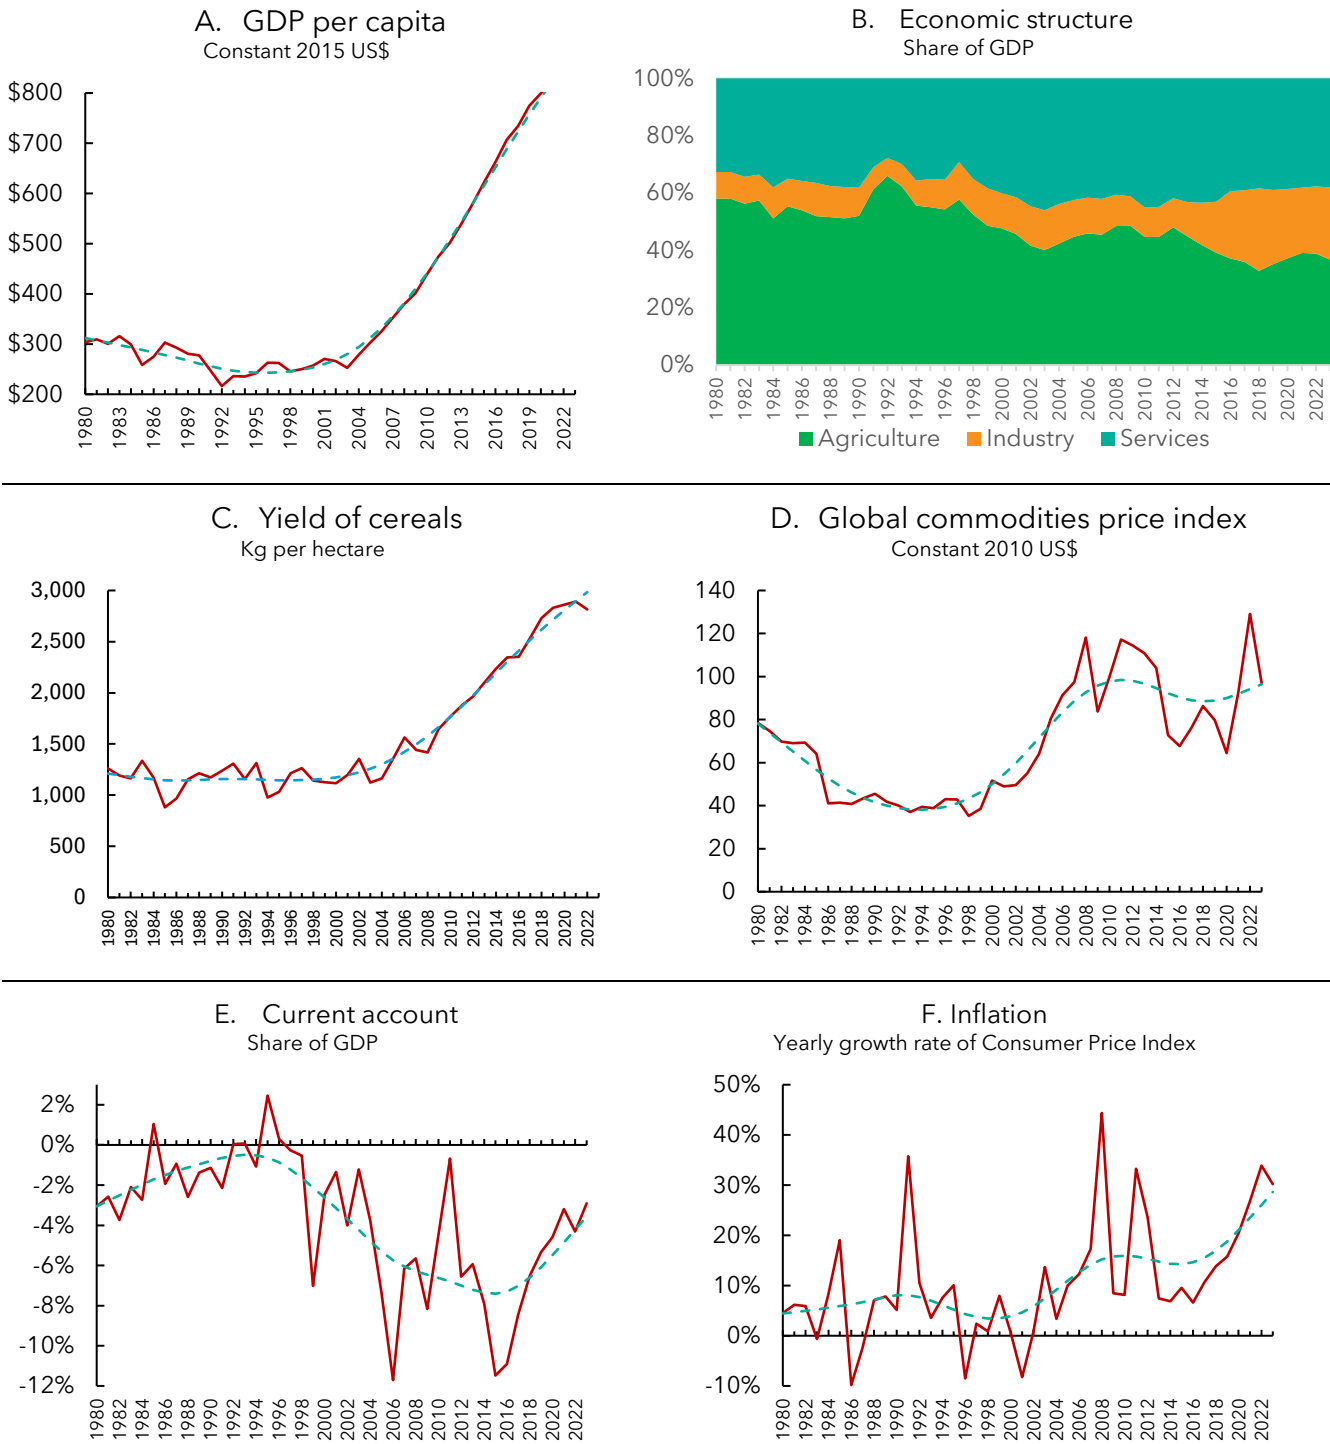 A. GDP per capita
Constant 2015 US$
$800
$700
$600
$500
$400
$300
$200
1980 1983 1986 1989 1992 1995 1998 2001 2004 2007 2010 2013 2016 2019 2022
B. Economic structure
Share of GDP
100%
80%
60%
40%
20%
0%
1980 1982 1984 1986 1988 1990 1992 1994 1996 1998 2000 2002 2004 2006 2008 2010 2012 2014 2016 2018 2020 2022
Agriculture Industry Services
C. Yield of cereals
Kg per hectare
3,000
2,500
2,000
1,500
1,000
500
0
1980 1982 1984 1986 1988 1990 1992 1994 1996 1998 2000 2002 2004 2006 2008 2010 2012 2014 2016 2018 2020 2022
D. Global commodities price index
Constant 2010 US$
140
120
100
80
60
40
20
0
1980 1982 1984 1986 1988 1990 1992 1994 1996 1998 2000 2002 2004 2006 2008 2010 2012 2014 2016 2018 2020 2022
E. Current account
Share of GDP
2%
0%
-2%
-4%
-6%
-8%
-10%
-12%
1980 1982 1984 1986 1988 1990 1992 1994 1996 1998 2000 2002 2004 2006 2008 2010 2012 2014 2016 2018 2020 2022
F. Inflation
Yearly growth rate of Consumer Price Index
50%
40%
30%
20%
10%
0%
-10%
1980 1982 1984 1986 1988 1990 1992 1994 1996 1998 2000 2002 2004 2006 2008 2010 2012 2014 2016 2018 2020 2022